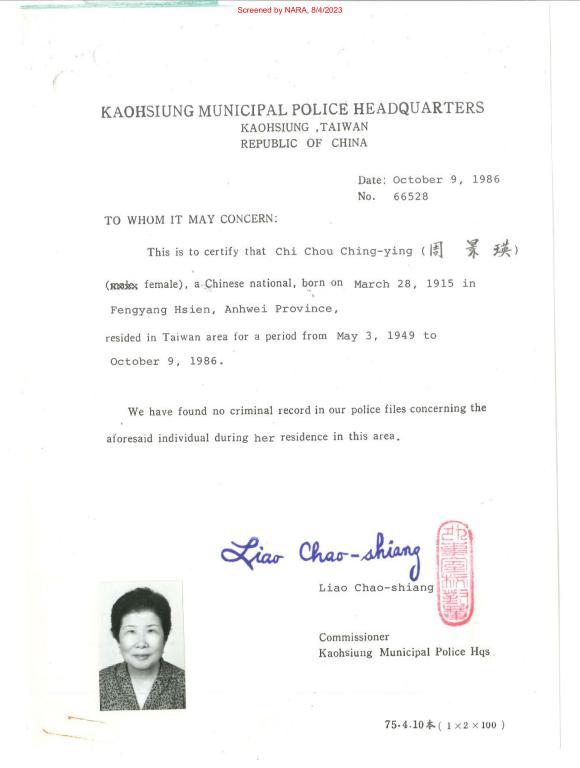 Screened by NARA, 8/4/2023
KAOHSIUNG MUNICIPAL POLICE HEADQUARTERS
KAOHSIUNG ,TAIWAN
REPUBLIC OF CHINA
Date: October 9, 1986
No. 66528
TO WHOM IT MAY CONCERN:
This is to certify that Chi Chou Ching-ying (周 景 瑛)
( female), a Chinese national, born on March 28, 1915 in
Fengyang Hsien, Anhwei Province,
resided in Taiwan area for a period from May 3, 1949 to
October 9, 1986.
We have found no criminal record in our police files concerning the
aforesaid individual during her residence in this area.
Liao Chao-shiang
Liao Chao-shiang
Commissioner
Kaohsiung Municipal Police Hqs
75.4.10本(1×2×100)